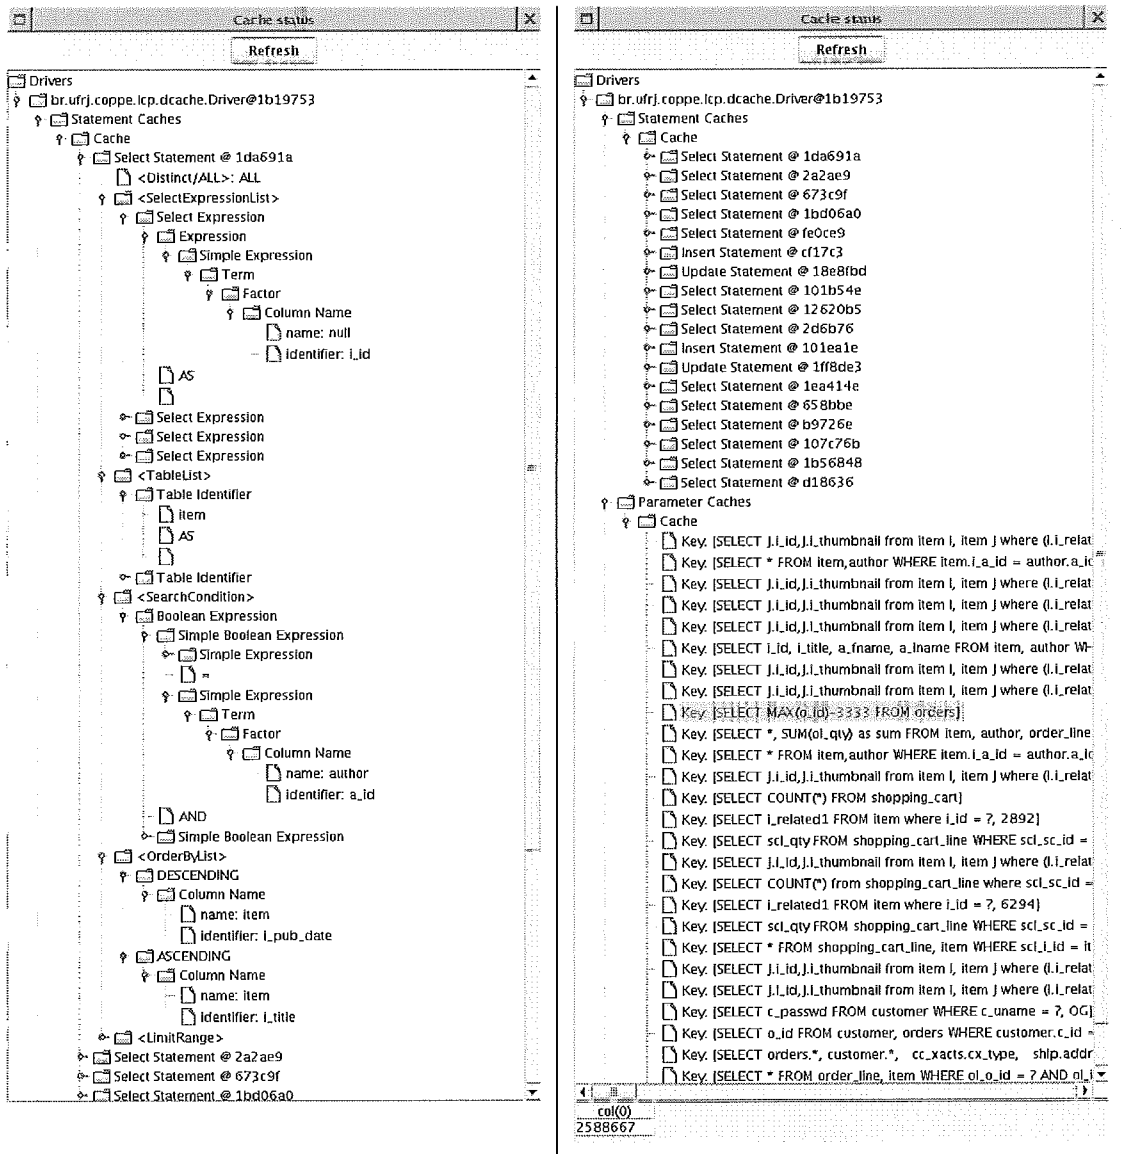 Cache status
Refresh
Drivers
br.ufrj.coppe.lcp.dcache.Driver@1b19753
Statement Caches
Cache
Select Statement @ 1da691a
<Distinct/ALL>: ALL
<SelectExpressionList>
Select Expression
Expression
Simple Expression
Term
Factor
Column Name
name: null
identifier: i_id
AS
Select Expression
Select Expression
Select Expression
<TableList>
Table Identifier
item
AS
Table Identifier
<SearchCondition>
Boolean Expression
Simple Boolean Expression
Simple Expression
=
Simple Expression
Term
Factor
Column Name
name: author
identifier: a_id
AND
Simple Boolean Expression
<OrderByList>
DESCENDING
Column Name
name: item
identifier: i_pub_date
ASCENDING
Column Name
name: item
identifier: i_title
<LimitRange>
Select Statement @ 2a2ae9
Select Statement @ 673c9f
Select Statement @ 1bd06a0
Cache status
Refresh
Drivers
br.ufrj.coppe.lcp.dcache.Driver@1b19753
Statement Caches
Cache
Select Statement @ 1da691a
Select Statement @ 2a2ae9
Select Statement @ 673c9f
Select Statement @ 1bd06a0
Select Statement @ fe0ce9
Insert Statement @ cf17c3
Update Statement @ 18e8fbd
Select Statement @ 101b54e
Select Statement @ 12620b5
Select Statement @ 2d6b76
Insert Statement @ 101ea1e
Update Statement @ 1ff8de3
Select Statement @ 1ea414e
Select Statement @ 658bbe
Select Statement @ b9726e
Select Statement @ 107c76b
Select Statement @ 1b56848
Select Statement @ d18636
Parameter Caches
Cache
Key: [SELECT J.i_id,J.i_thumbnail from item I, item J where (I.i_relat
Key: [SELECT * FROM item,author WHERE item.i_a_id = author.a_id
Key: [SELECT J.i_id,J.i_thumbnail from item I, item J where (I.i_relat
Key: [SELECT J.i_id,J.i_thumbnail from item I, item J where (I.i_relat
Key: [SELECT J.i_id,J.i_thumbnail from item I, item J where (I.i_relat
Key: [SELECT i_id, i_title, a_fname, a_lname FROM item, author WH
Key: [SELECT J.i_id,J.i_thumbnail from item I, item J where (I.i_relat
Key: [SELECT J.i_id,J.i_thumbnail from item I, item J where (I.i_relat
Key: [SELECT MAX(o_id)-3333 FROM orders]
Key: [SELECT *, SUM(ol_qty) as sum FROM item, author, order_line
Key: [SELECT * FROM item,author WHERE item.i_a_id = author.a_id
Key: [SELECT J.i_id,J.i_thumbnail from item I, item J where (I.i_relat
Key: [SELECT COUNT(*) FROM shopping_cart]
Key: [SELECT i_related1 FROM item where i_id = ?, 2892]
Key: [SELECT scl_qty FROM shopping_cart_line WHERE scl_sc_id =
Key: [SELECT J.i_id,J.i_thumbnail from item I, item J where (I.i_relat
Key: [SELECT COUNT(*) from shopping_cart_line where scl_sc_id =
Key: [SELECT i_related1 FROM item where i_id = ?, 6294]
Key: [SELECT scl_qty FROM shopping_cart_line WHERE scl_sc_id =
Key: [SELECT * FROM shopping_cart_line, item WHERE scl_i_id = it
Key: [SELECT J.i_id,J.i_thumbnail from item I, item J where (I.i_relat
Key: [SELECT J.i_id,J.i_thumbnail from item I, item J where (I.i_relat
Key: [SELECT c_passwd FROM customer WHERE c_uname = ?, OG]
Key: [SELECT o_id FROM customer, orders WHERE customer.c_id =
Key: [SELECT orders.*, customer.*, cc_xacts.cx_type, ship.addr
Key: [SELECT * FROM order_line, item WHERE ol_o_id = ? AND ol_i
col(0)
2588667